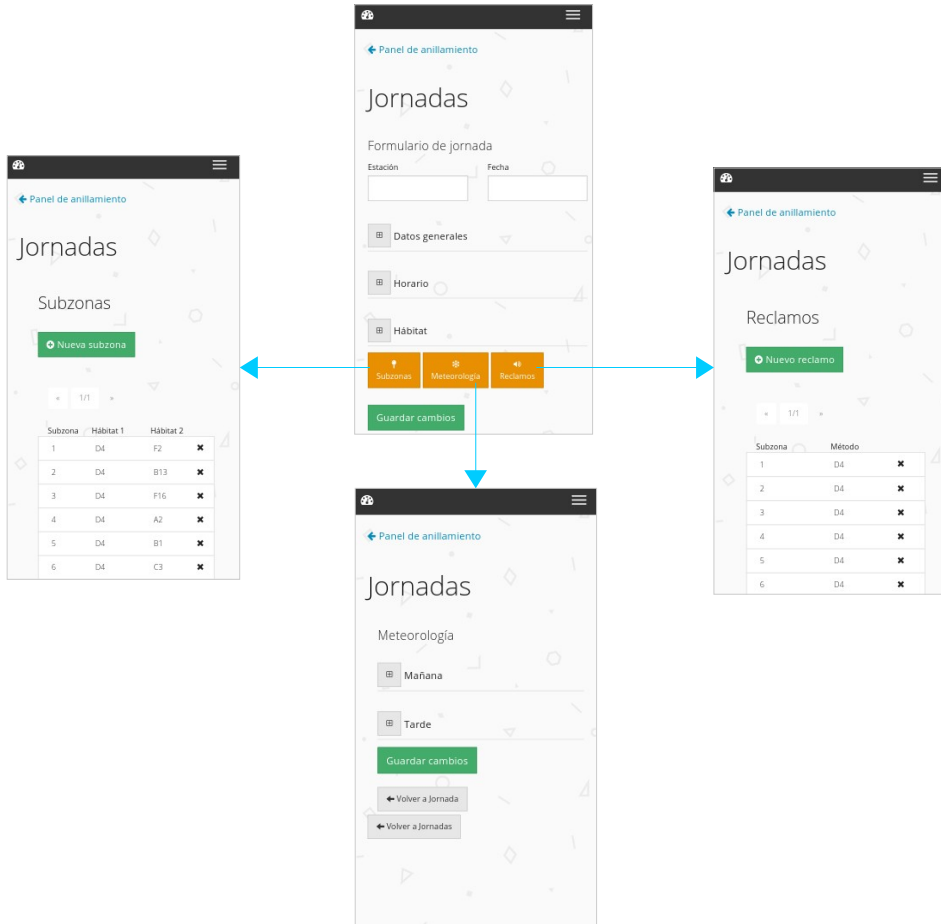 Panel de anillamiento
Jornadas
Formulario de jornada
Estación Fecha
Datos generales
Horario
Hábitat
Subzonas Meteorología Reclamos
Guardar cambios
Panel de anillamiento
Jornadas
Subzonas
Nueva subzona
« 1/1 »
Subzona Hábitat 1 Hábitat 2
1 D4 F2
2 D4 B13
3 D4 F16
4 D4 A2
5 D4 B1
6 D4 C3
Panel de anillamiento
Jornadas
Reclamos
Nuevo reclamo
« 1/1 »
Subzona Método
1 D4
2 D4
3 D4
4 D4
5 D4
6 D4
Panel de anillamiento
Jornadas
Meteorología
Mañana
Tarde
Guardar cambios
Volver a Jornada
Volver a Jornadas